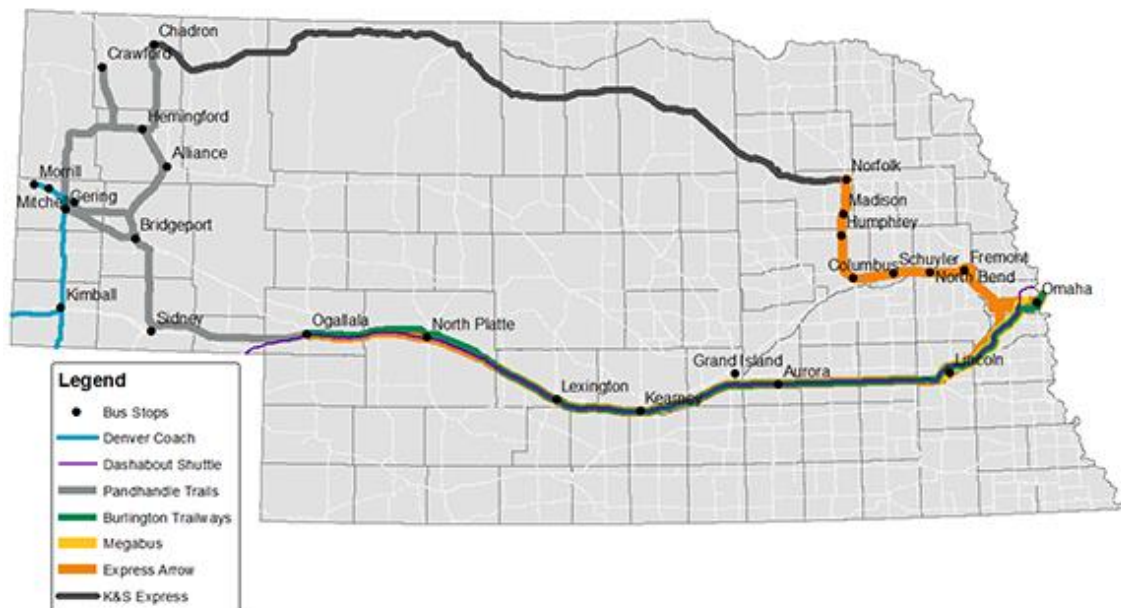 Chadron
Crawford
Hemingford
Alliance
Morrill
Gering
Mitche
Bridgeport
Norfolk
Madison
Humphrey
Columbus
Schuyler
Fremont
North Bend
Omaha
Kimball
Sidney
Ogallala
North Platte
Grand Island
Aurora
Lincoln
Lexington
Kearney
Legend
Bus Stops
Denver Coach
Dashabout Shuttle
Pandhandle Trails
Burlington Trailways
Megabus
Express Arrow
K&S Express